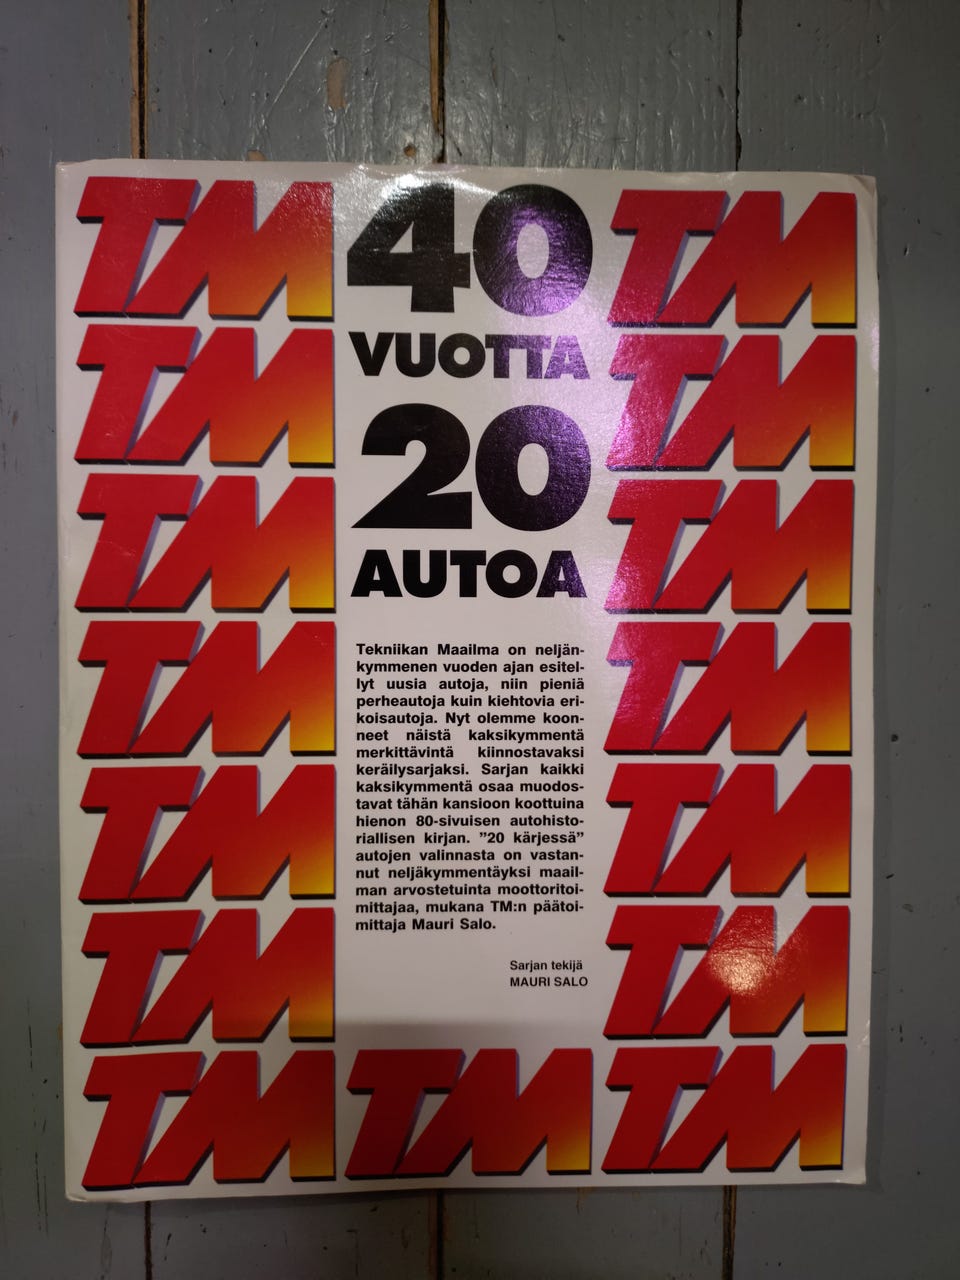 TM 40 TM
TM VUOTTA TM
TM 20 TM
AUTOA
TM TM
Tekniikan Maailma on neljän-
kymmenen vuoden ajan esitel-
lyt uusia autoja, niin pieniä
perheautoja kuin kiehtovia eri-
koisautoja. Nyt olemme koon-
neet näistä kaksikymmentä
merkittävintä kiinnostavaksi
keräilysarjaksi. Sarjan kaikki
kaksikymmentä osaa muodos-
tavat tähän kansioon koottuina
hienon 80-sivuisen autohisto-
riallisen kirjan. ”20 kärjessä”
autojen valinnasta on vastan-
nut neljäkymmentäyksi maail-
man arvostetuinta moottoritoi-
mittajaa, mukana TM:n päätoi-
mittaja Mauri Salo.
TM TM
Sarjan tekijä
MAURI SALO
TM TM
TM TM TM